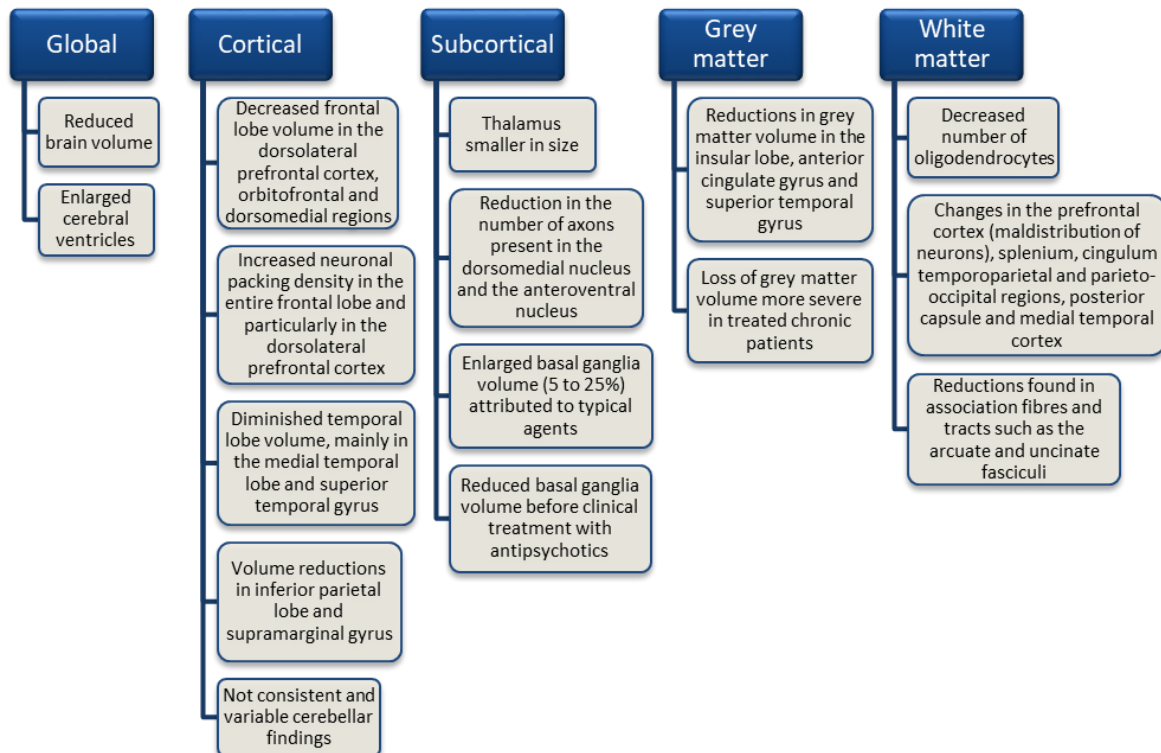 Global
Reduced
brain volume
Enlarged
cerebral
ventricles
Cortical
Decreased frontal
lobe volume in the
dorsolateral
prefrontal cortex,
orbitofrontal and
dorsomedial regions
Increased neuronal
packing density in the
entire frontal lobe and
particularly in the
dorsolateral
prefrontal cortex
Diminished temporal
lobe volume, mainly in
the medial temporal
lobe and superior
temporal gyrus
Volume reductions
in inferior parietal
lobe and
supramarginal gyrus
Not consistent and
variable cerebellar
findings
Subcortical
Thalamus
smaller in size
Reduction in the
number of axons
present in the
dorsomedial nucleus
and the anteroventral
nucleus
Enlarged basal ganglia
volume (5 to 25%)
attributed to typical
agents
Reduced basal ganglia
volume before clinical
treatment with
antipsychotics
Grey
matter
Reductions in grey
matter volume in the
insular lobe, anterior
cingulate gyrus and
superior temporal
gyrus
Loss of grey matter
volume more severe
in treated chronic
patients
White
matter
Decreased
number of
oligodendrocytes
Changes in the prefrontal
cortex (maldistribution of
neurons), splenium, cingulum
temporoparietal and parieto-
occipital regions, posterior
capsule and medial temporal
cortex
Reductions found in
association fibres and
tracts such as the
arcuate and uncinate
fasciculi